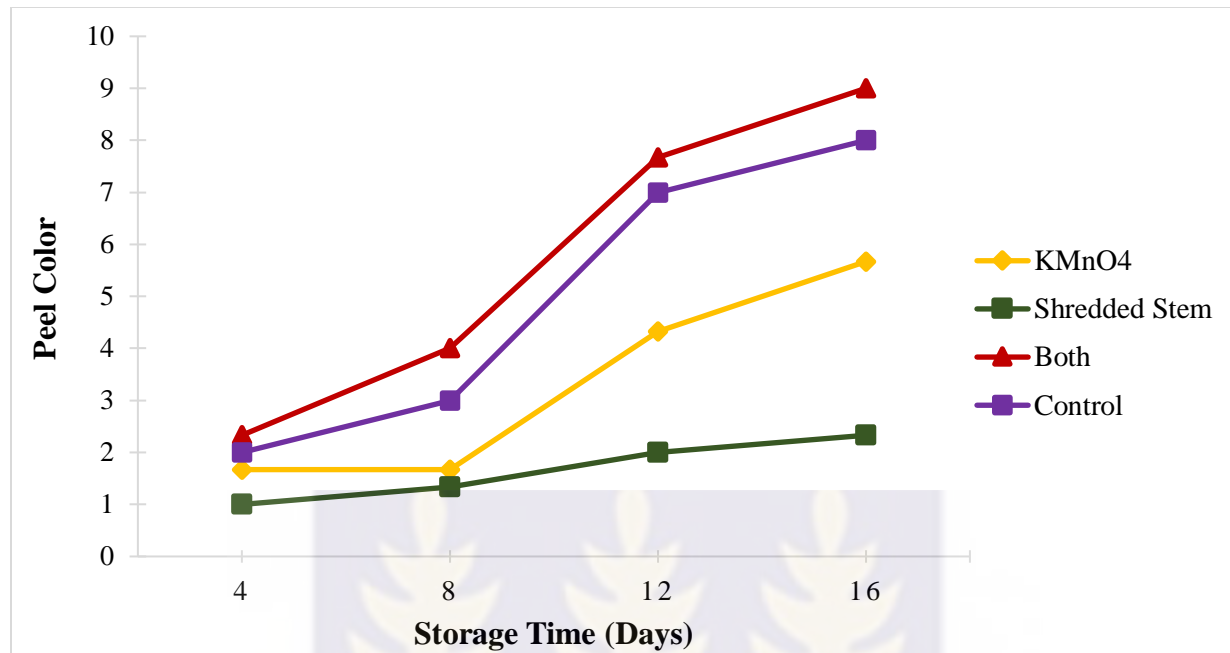 10
9
8
7
6
5
4
3
2
1
0
Peel Color
4 8 12 16
Storage Time (Days)
KMnO4
Shredded Stem
Both
Control